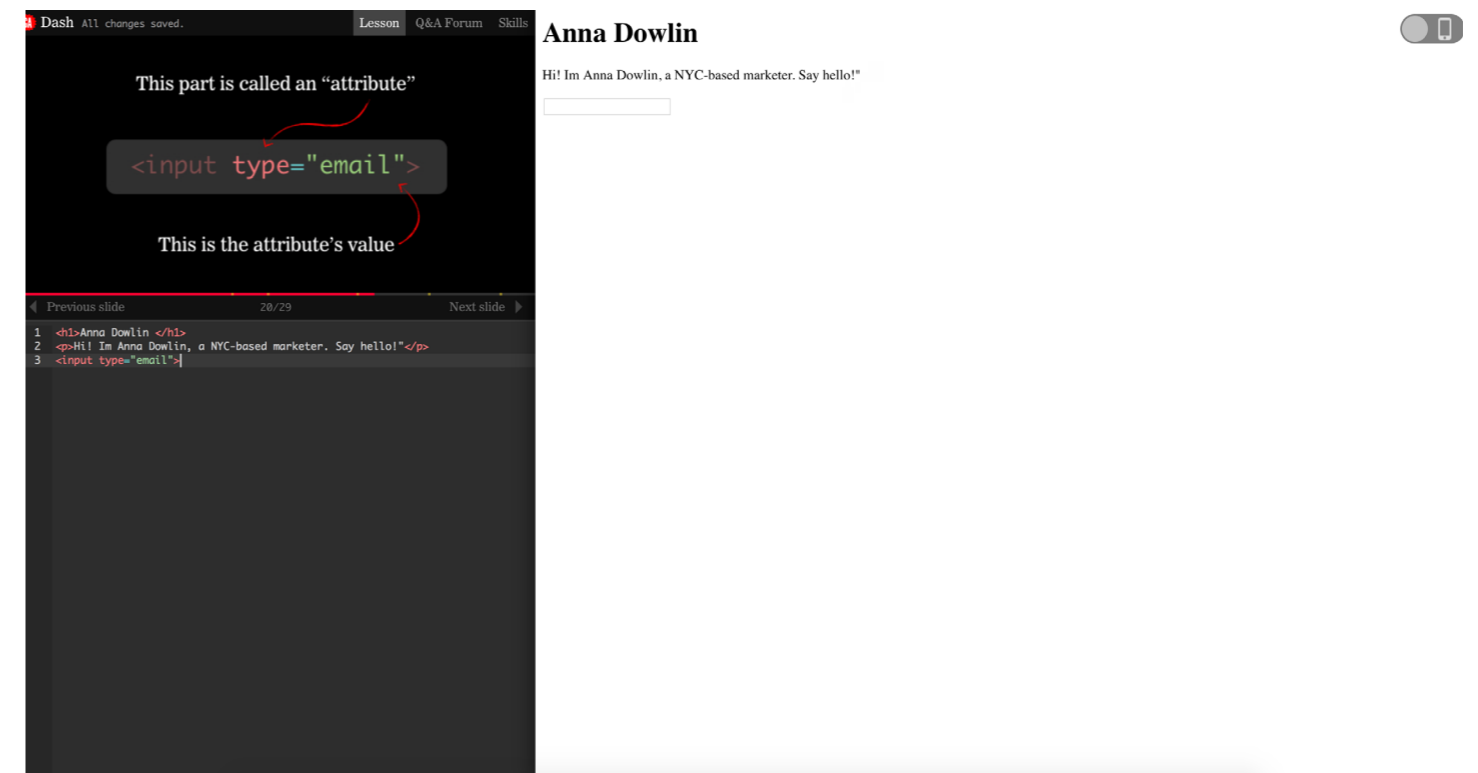 Dash All changes saved. Lesson Q&A Forum Skills
This part is called an “attribute”
<input type="email">
This is the attribute’s value
Previous slide 20/29 Next slide
1 <h1>Anna Dowlin </h1>
2 <p>Hi! Im Anna Dowlin, a NYC-based marketer. Say hello!"</p>
3 <input type="email">
Anna Dowlin
Hi! Im Anna Dowlin, a NYC-based marketer. Say hello!"